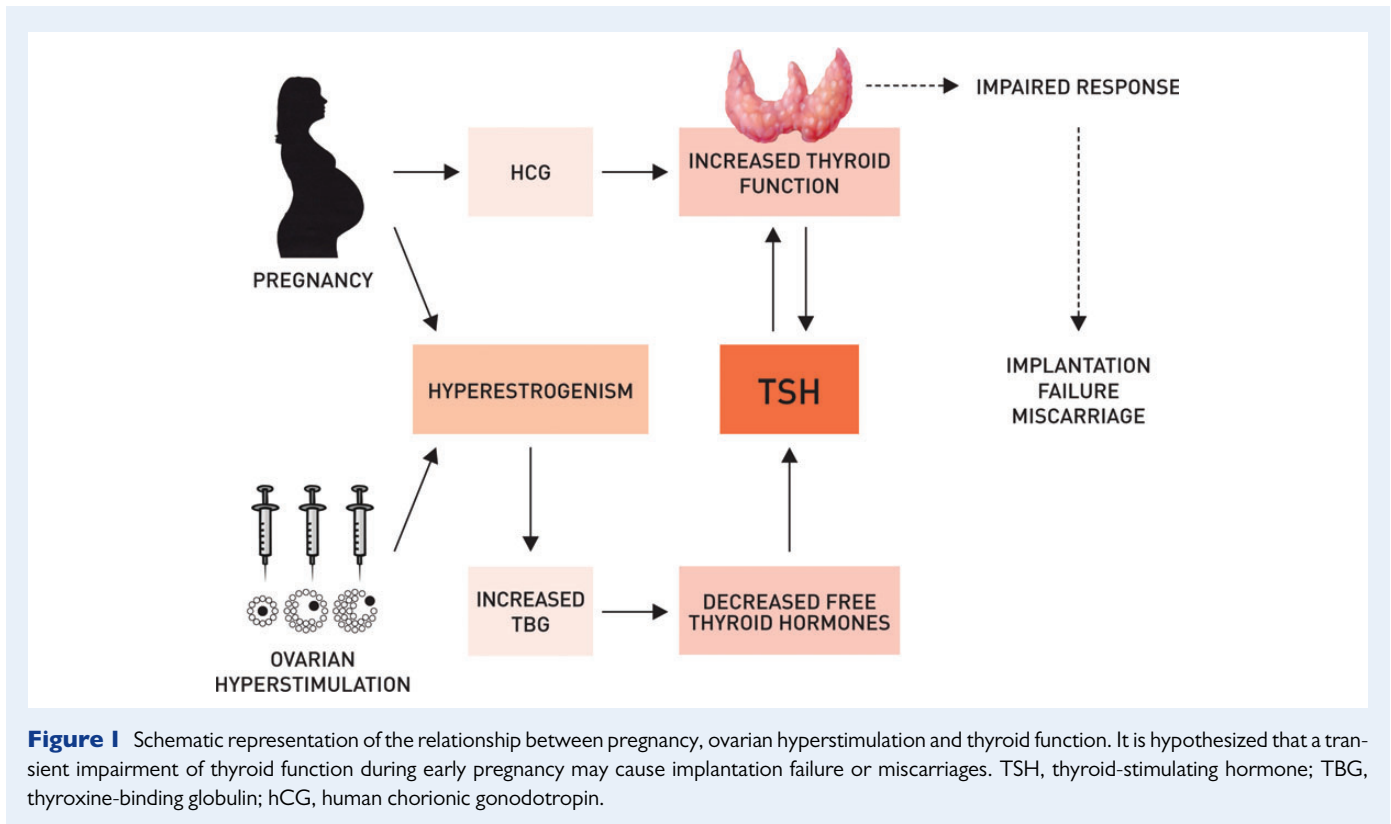 IMPAIRED RESPONSE
HCG
INCREASED THYROID
FUNCTION
PREGNANCY
HYPERESTROGENISM
TSH
IMPLANTATION
FAILURE
MISCARRIAGE
INCREASED
TBG
DECREASED FREE
THYROID HORMONES
OVARIAN
HYPERSTIMULATION
Figure 1 Schematic representation of the relationship between pregnancy, ovarian hyperstimulation and thyroid function. It is hypothesized that a tran-
sient impairment of thyroid function during early pregnancy may cause implantation failure or miscarriages. TSH, thyroid-stimulating hormone; TBG,
thyroxine-binding globulin; hCG, human chorionic gonodotropin.